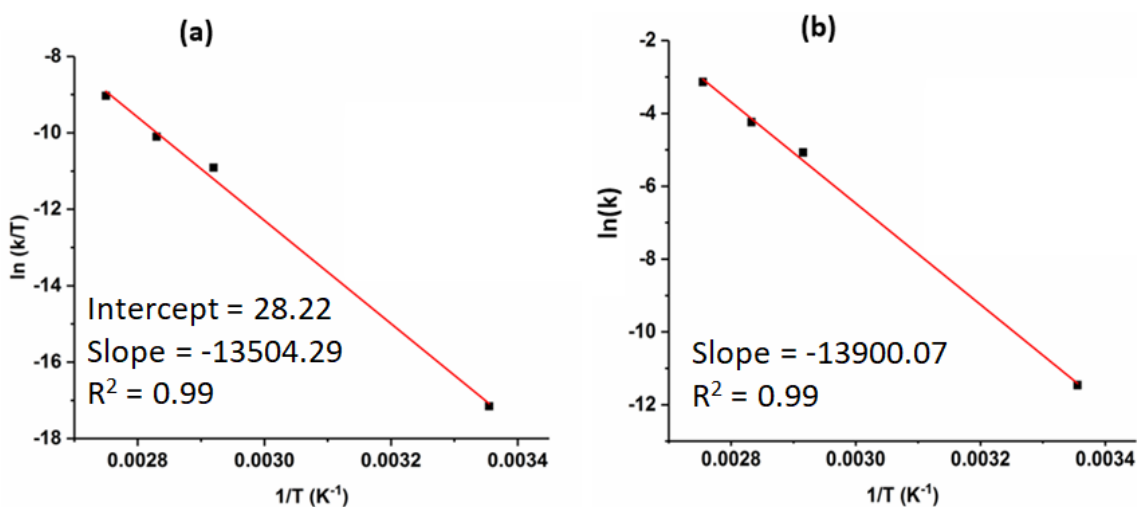 (a)
-8
-10
-12
-14
-16
-18
ln (k/T)
Intercept = 28.22
Slope = -13504.29
R² = 0.99
0.0028 0.0030 0.0032 0.0034
1/T (K⁻¹)
(b)
-2
-4
-6
-8
-10
-12
ln(k)
Slope = -13900.07
R² = 0.99
0.0028 0.0030 0.0032 0.0034
1/T (K⁻¹)